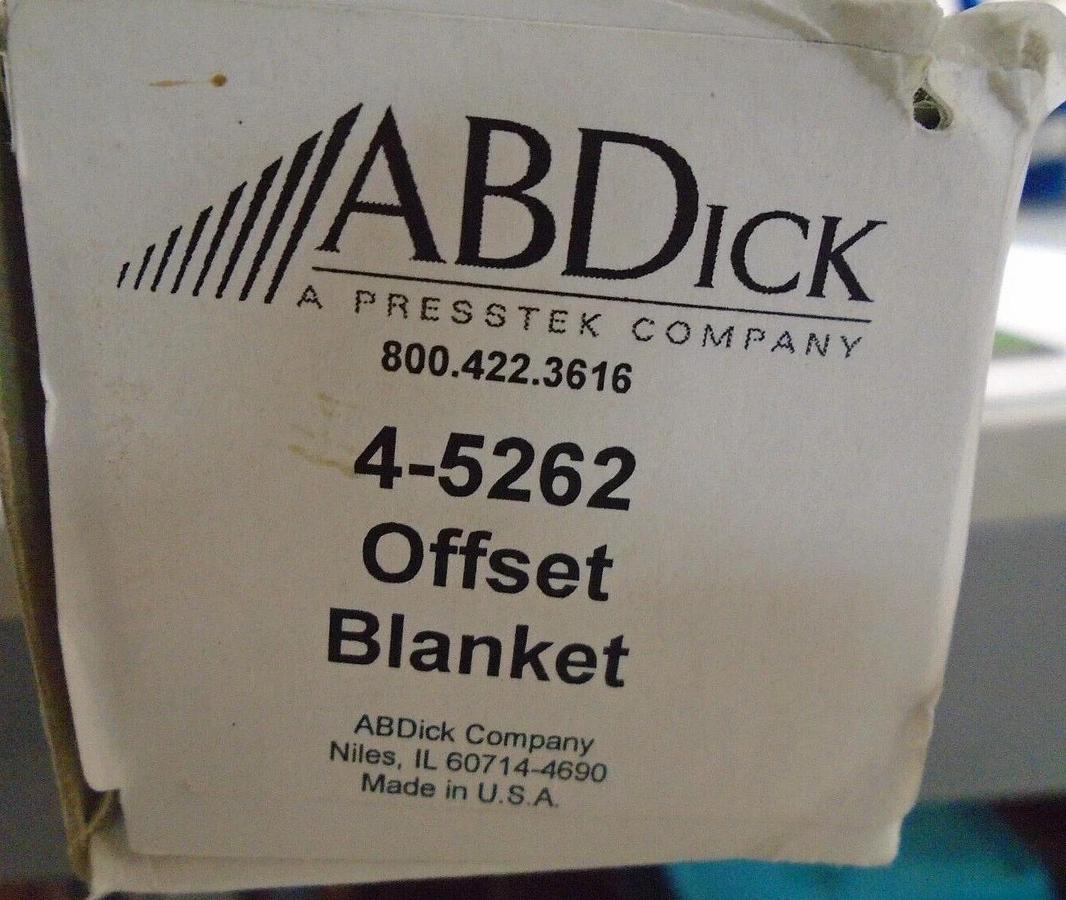 ABDICK
A PRESSTEK COMPANY
800.422.3616
4-5262
Offset
Blanket
ABDick Company
Niles, IL 60714-4690
Made in U.S.A.